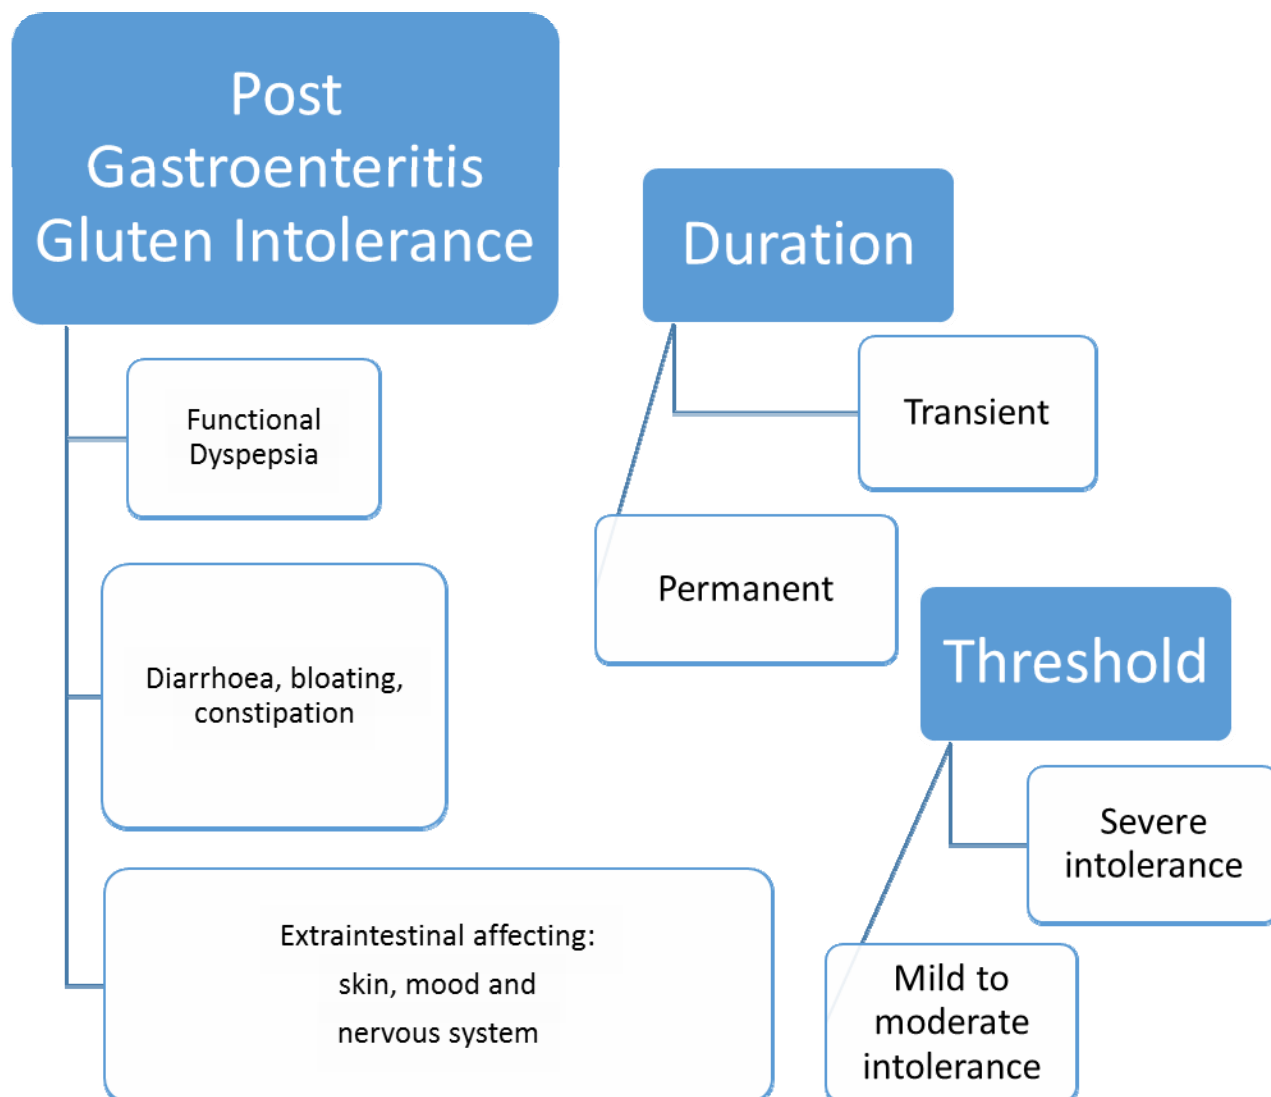 Post
Gastroenteritis
Gluten Intolerance
Functional
Dyspepsia
Diarrhoea, bloating,
constipation
Extraintestinal affecting:
skin, mood and
nervous system
Duration
Transient
Permanent
Threshold
Severe
intolerance
Mild to
moderate
intolerance